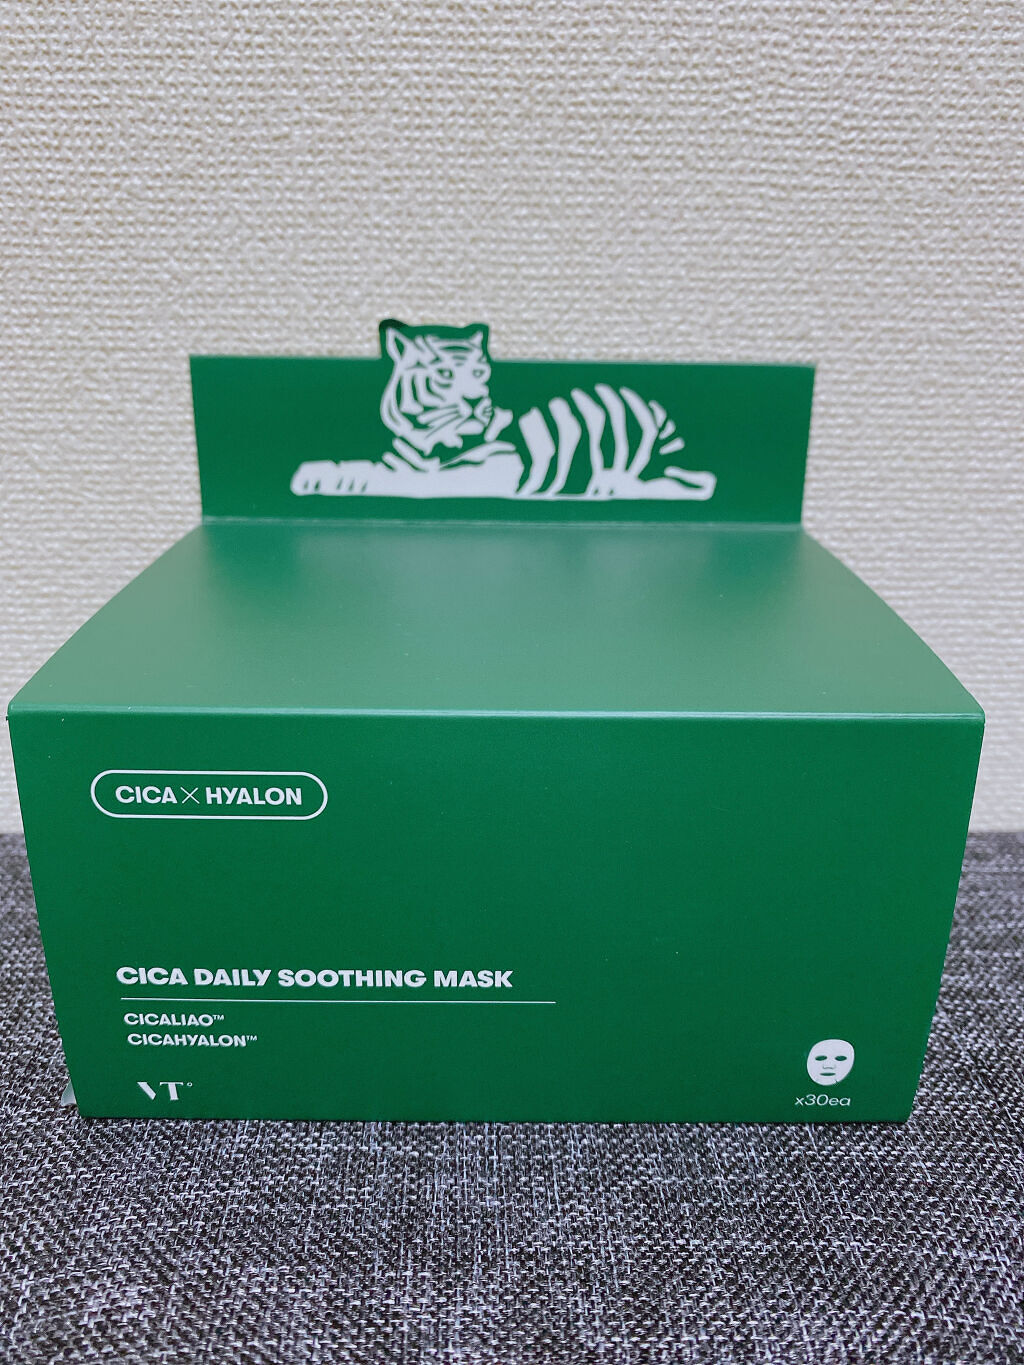 CICA × HYALON
CICA DAILY SOOTHING MASK
CICALIAO™
CICAHYALON™
VT°
x30ea